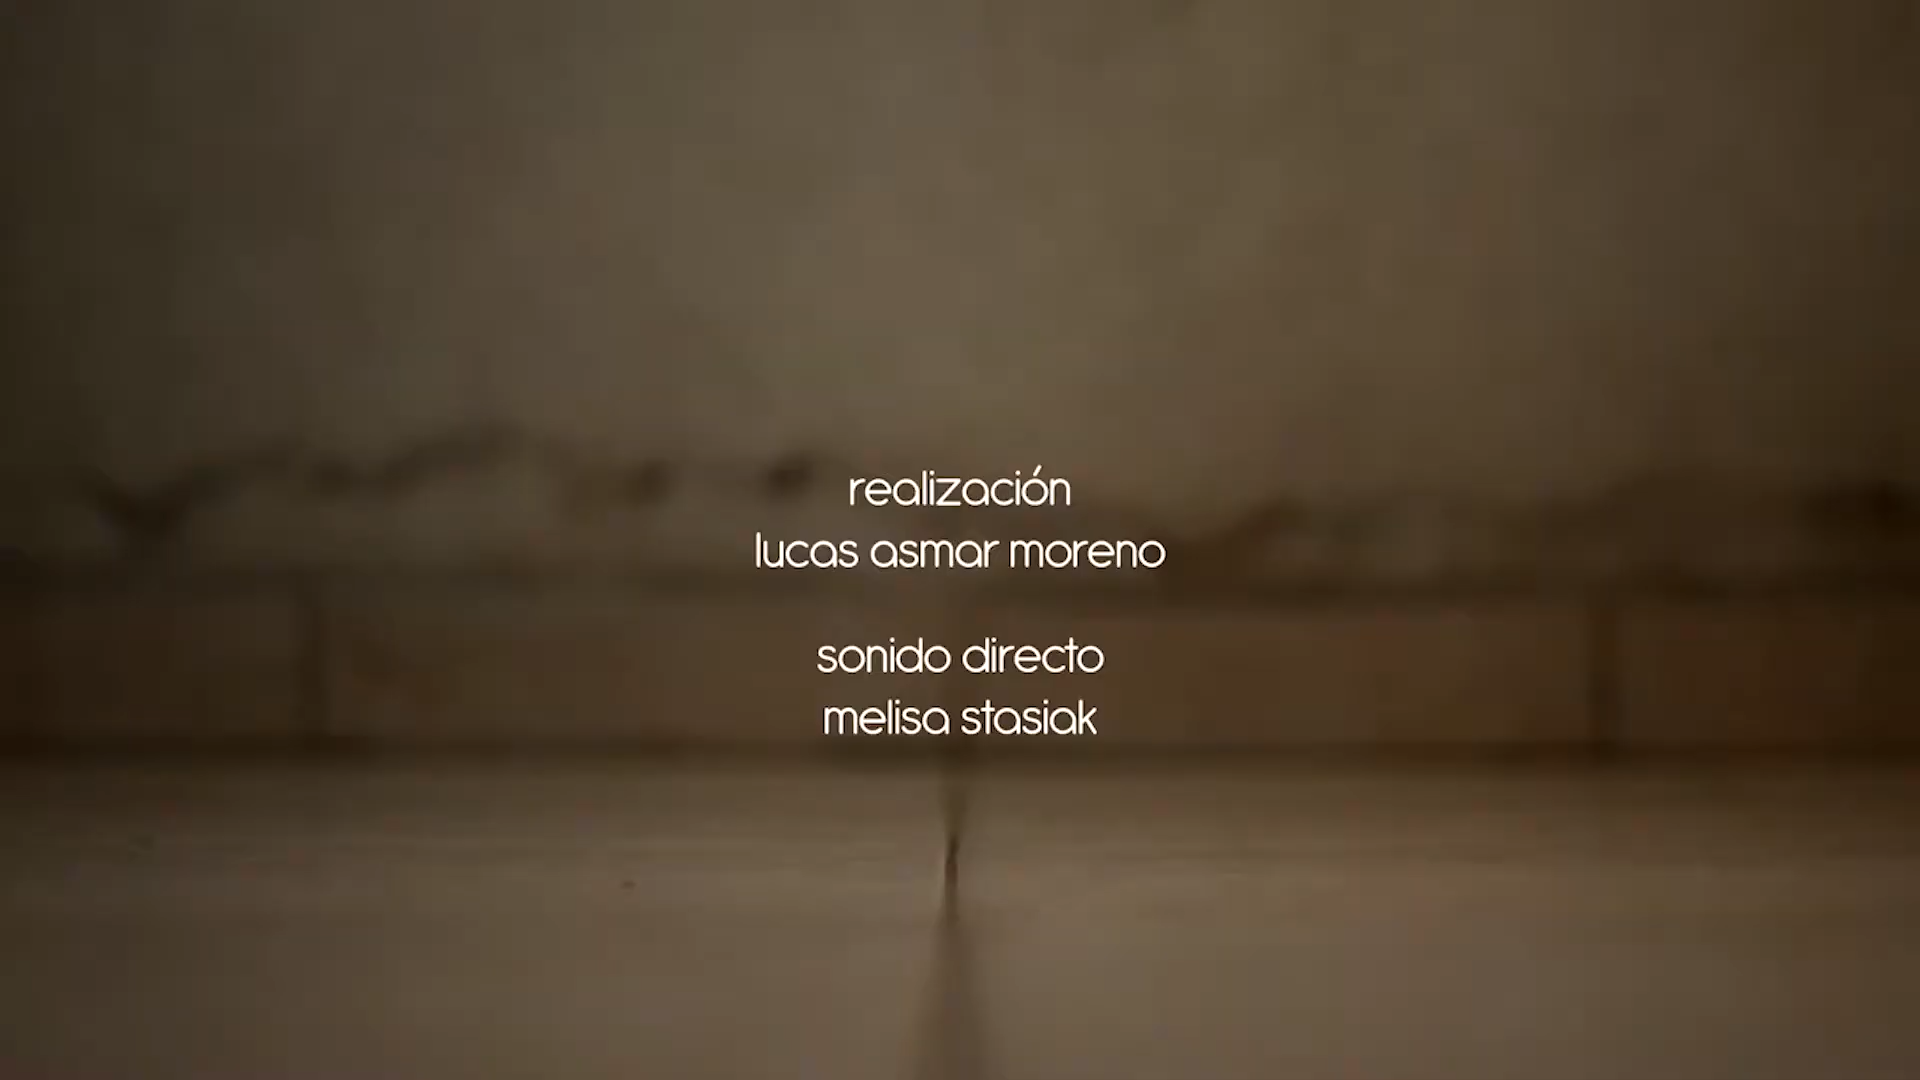 realización
lucas asmar moreno
sonido directo
melisa stasiak